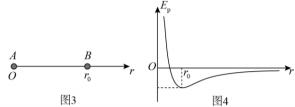 A B
O r₀ r
图3
Eₚ
O r₀ r
图4